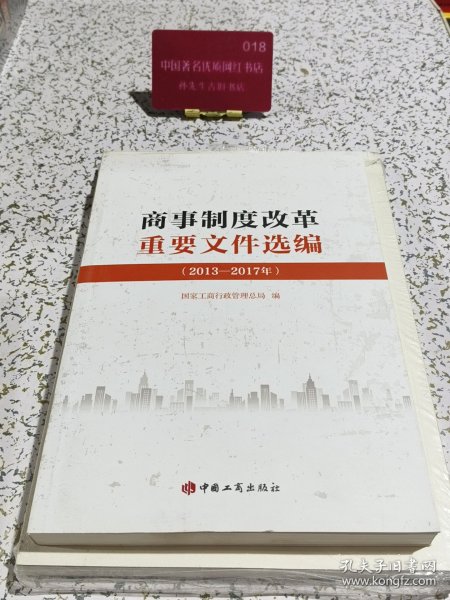 018
中国著名优质网红书店
孙先生古旧书店
商事制度改革
重要文件选编
(2013—2017年)
国家工商行政管理总局 编
中国工商出版社
孔夫子旧书网
www.kongfz.com